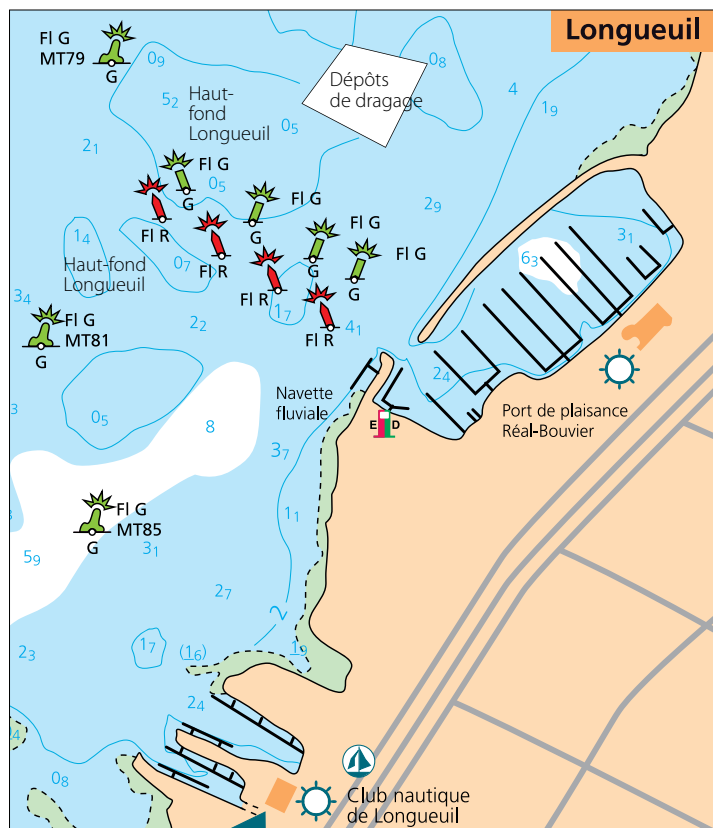 Longueuil
Fl G
MT79
G
0₉
0₈
4
1₉
Dépôts
de dragage
5₂
Haut-
fond
Longueuil
0₅
2₁
Fl G
0₅
G
Fl G
G
Fl G
G
Fl G
G
2₉
Fl R
Fl R
Fl R
Fl R
1₄
0₇
1₇
4₁
Haut-fond
Longueuil
6₃
3₁
3₄
Fl G
MT81
G
2₂
2₄
Navette
fluviale
E D
Port de plaisance
Réal-Bouvier
3
0₅
8
3₇
Fl G
MT85
G
1₁
5₉
3₁
2₇
2
1₇
(1₆)
1₉
2₃
2₄
0₈
Club nautique
de Longueuil